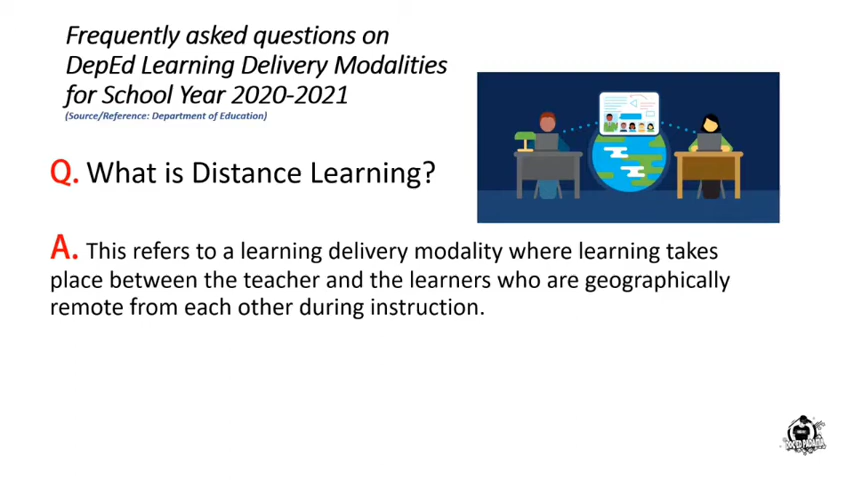 Frequently asked questions on
DepEd Learning Delivery Modalities
for School Year 2020-2021
(Source/Reference: Department of Education)
Q. What is Distance Learning?
A. This refers to a learning delivery modality where learning takes
place between the teacher and the learners who are geographically
remote from each other during instruction.